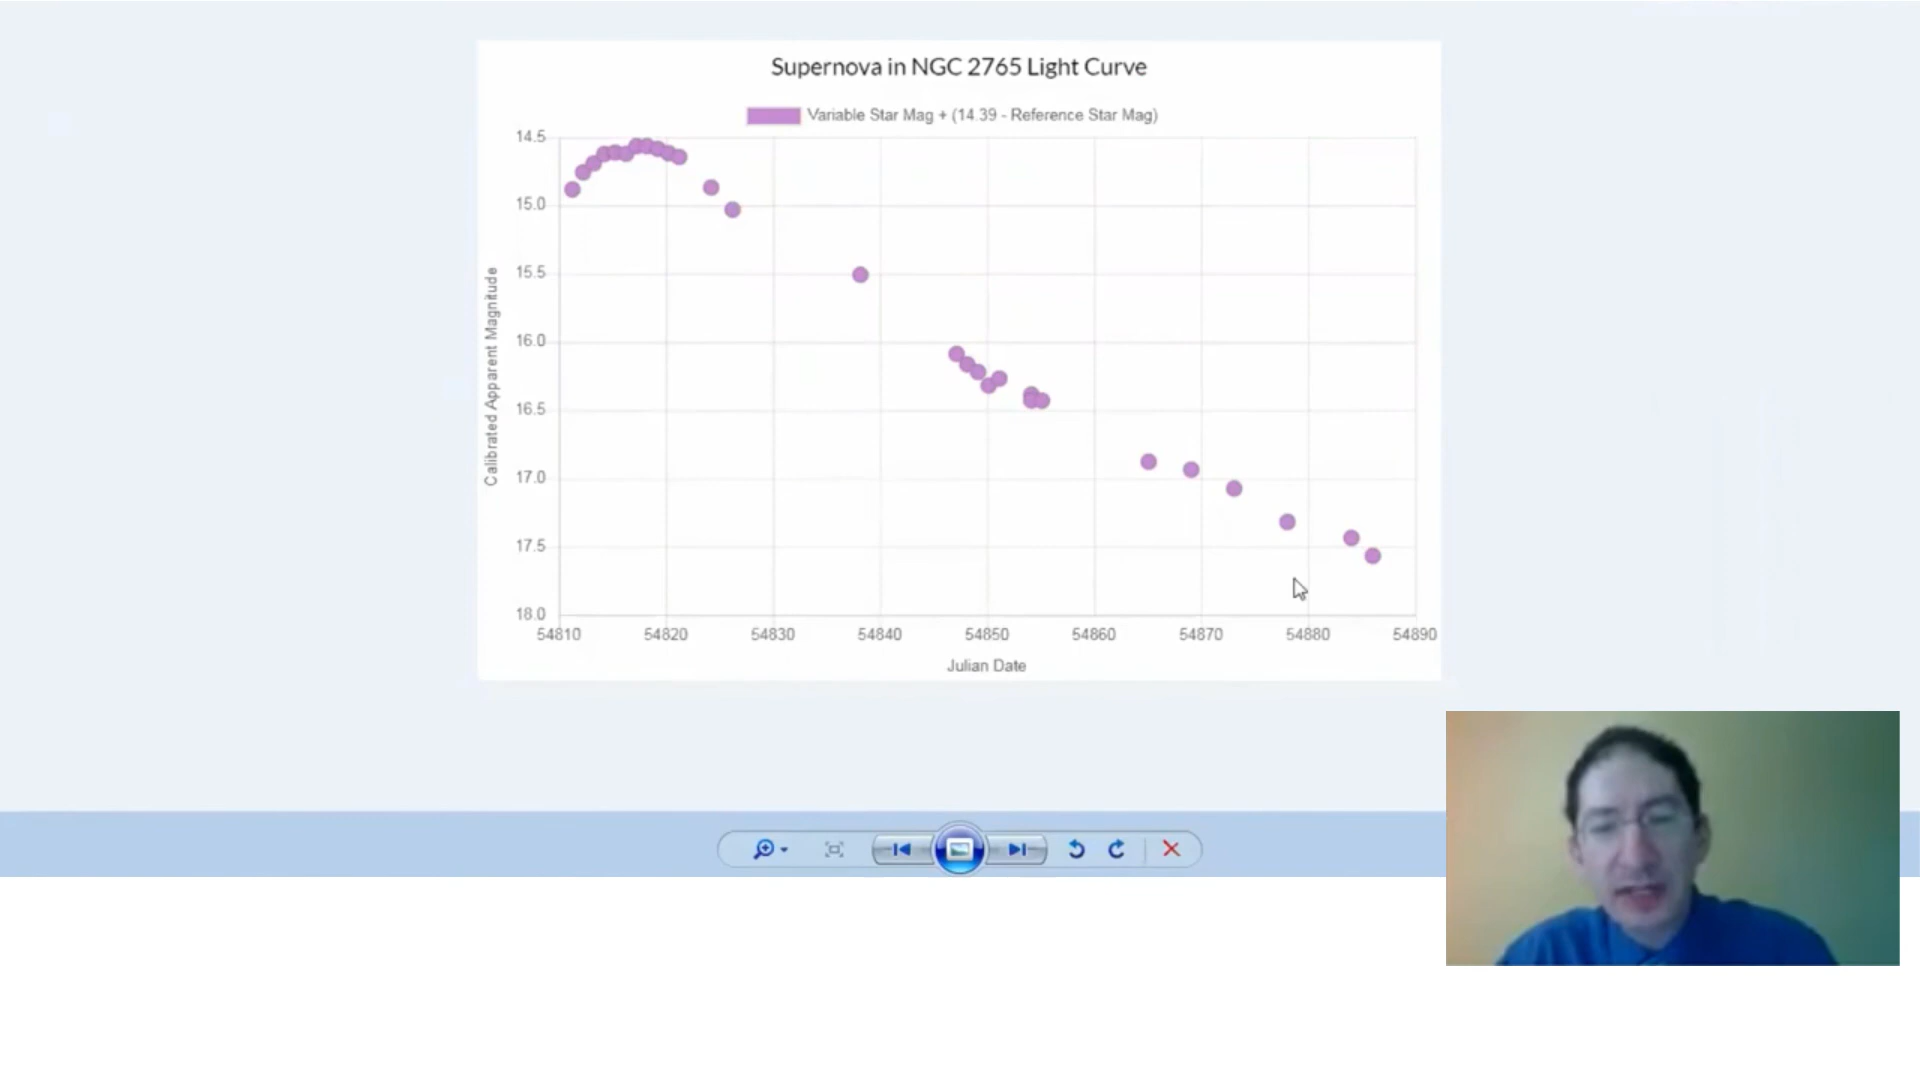 Supernova in NGC 2765 Light Curve
Variable Star Mag + (14.39 - Reference Star Mag)
14.5
15.0
15.5
16.0
16.5
17.0
17.5
18.0
Calibrated Apparent Magnitude
54810 54820 54830 54840 54850 54860 54870 54880 54890
Julian Date